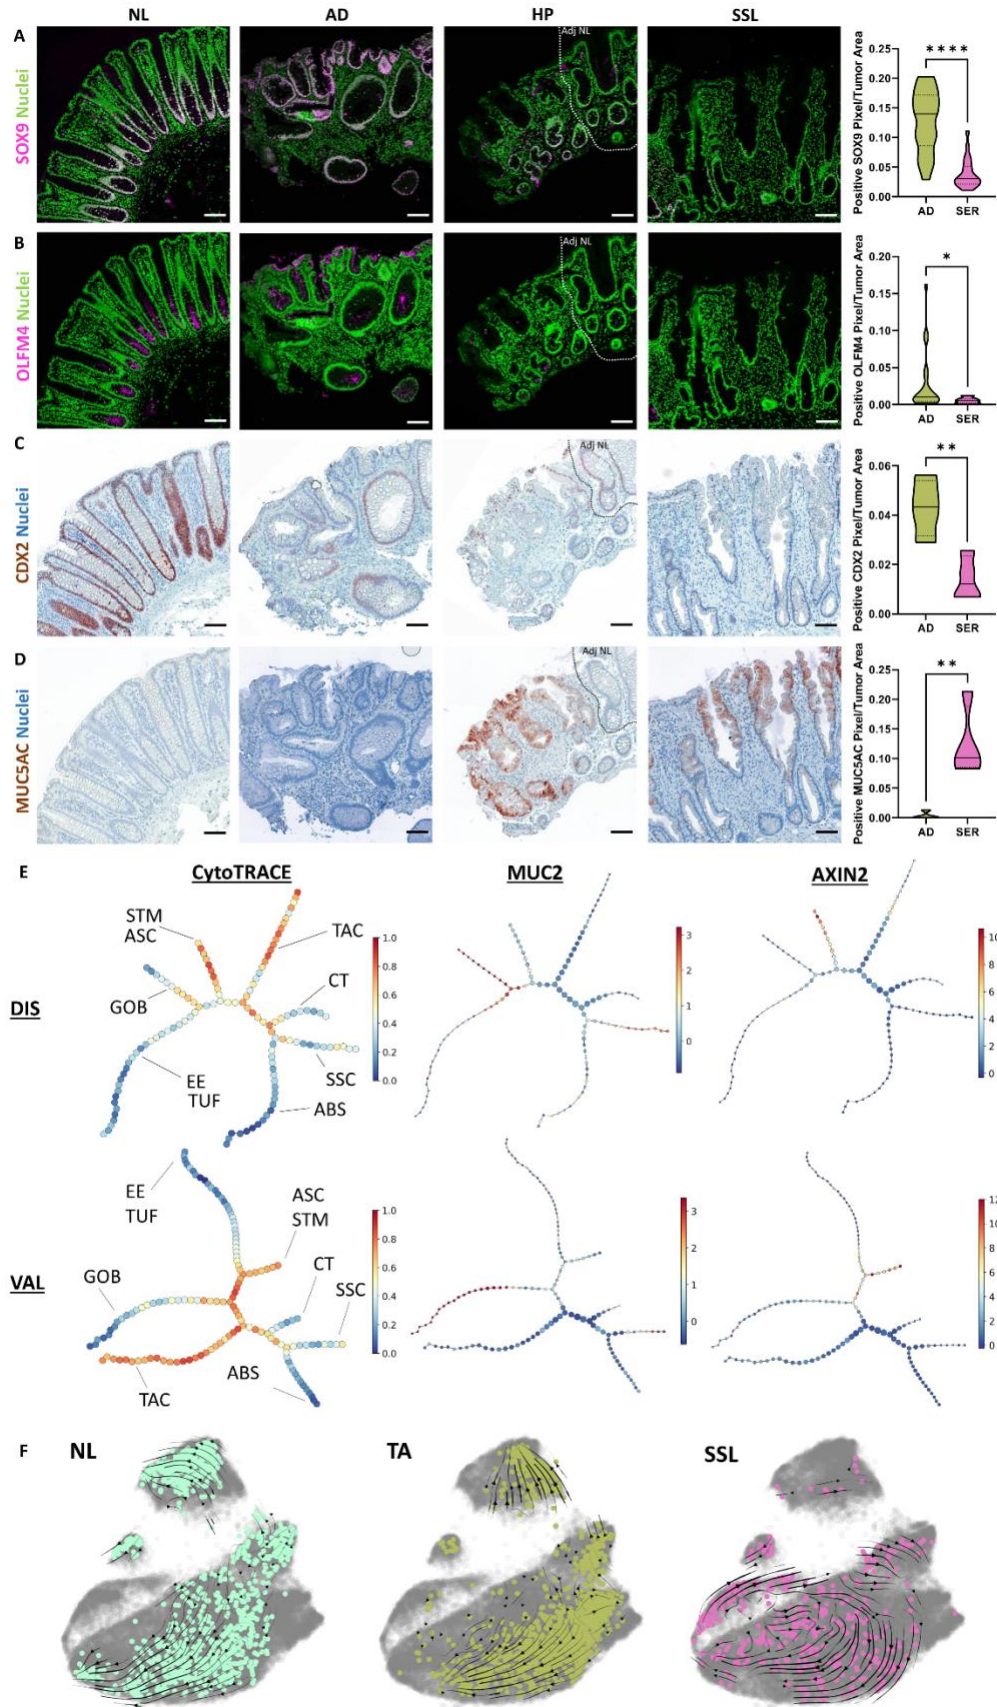 NL AD HP SSL
A
SOX9 Nuclei
Adj NL
Positive SOX9 Pixel/Tumor Area
0.25
0.20
0.15
0.10
0.05
0.00
****
AD SER
B
OLFM4 Nuclei
Adj NL
Positive OLFM4 Pixel/Tumor Area
0.20
0.15
0.10
0.05
0.00
*
AD SER
C
CDX2 Nuclei
Adj NL
Positive CDX2 Pixel/Tumor Area
0.06
0.04
0.02
0.00
**
AD SER
D
MUC5AC Nuclei
Adj NL
Positive MUC5AC Pixel/Tumor Area
0.25
0.20
0.15
0.10
0.05
0.00
**
AD SER
E
CytoTRACE MUC2 AXIN2
DIS
STM
ASC
TAC
GOB
CT
EE
TUF
SSC
ABS
1.0
0.8
0.6
0.4
0.2
0.0
3
2
1
0
10
8
6
4
2
0
VAL
EE
TUF
ASC
STM
GOB
CT
SSC
TAC
ABS
1.0
0.8
0.6
0.4
0.2
0.0
3
2
1
0
12
10
8
6
4
2
0
F
NL TA SSL